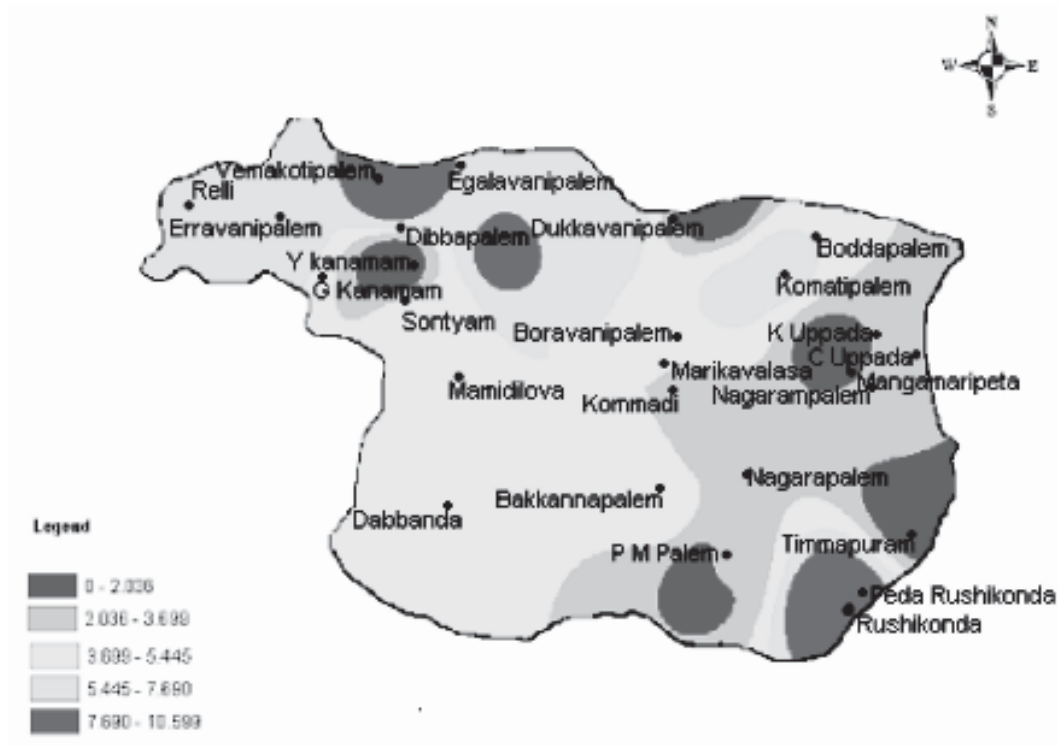 N
W E
S
Vemakotipalem
Egalavanipalem
Relli
Erravanipalem
Dibbapalem
Dukkavanipalem
Boddapalem
Y kanamam
G Kanamam
Komatipalem
Sontyam
Boravanipalem
K Uppada
C Uppada
Marikavalasa
Mangamaripeta
Mamidilova
Kommadi
Nagarampalem
Nagarapalem
Bakkannapalem
Dabbanda
Timmapuram
P M Palem
Peda Rushikonda
Rushikonda
Legend
0 - 2.036
2.036 - 3.699
3.699 - 5.445
5.445 - 7.690
7.690 - 10.599